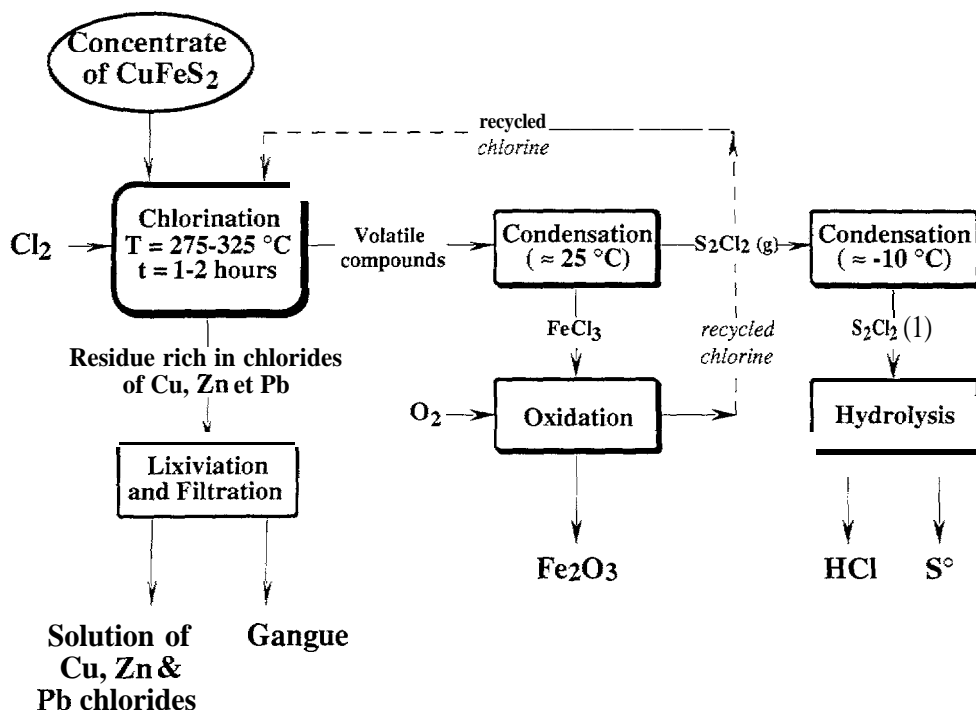 Concentrate
of CuFeS2
recycled
chlorine
Cl2
Chlorination
T = 275-325 °C
t = 1-2 hours
Volatile
compounds
Condensation
( ≈ 25 °C)
S2Cl2 (g)
Condensation
(≈ -10 °C)
FeCl3
recycled
chlorine
S2Cl2 (1)
Residue rich in chlorides
of Cu, Zn et Pb
O2
Oxidation
Hydrolysis
Lixiviation
and Filtration
Fe2O3
HCl
S°
Solution of
Cu, Zn &
Pb chlorides
Gangue